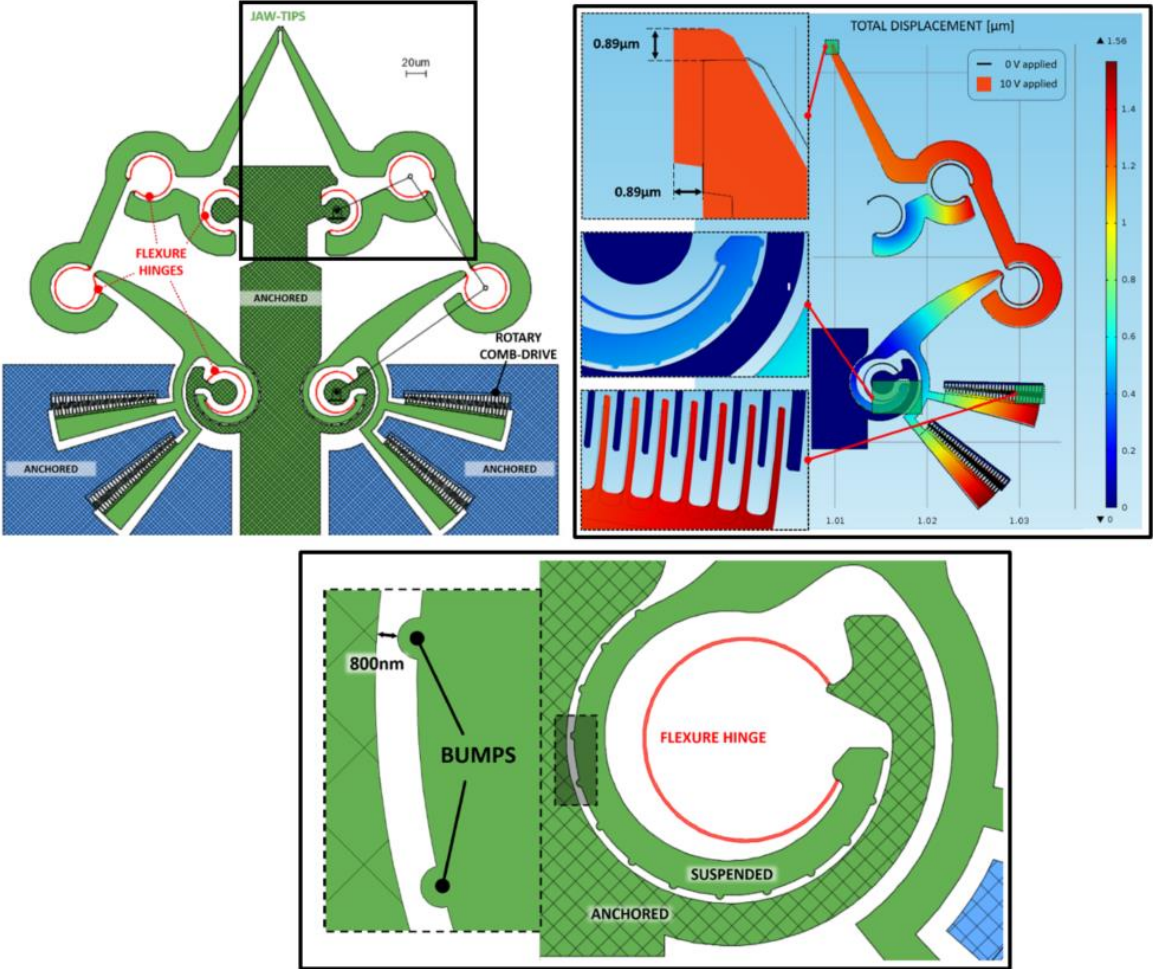 JAW-TIPS
20um
FLEXURE
HINGES
ANCHORED
ROTARY
COMB-DRIVE
ANCHORED
ANCHORED
TOTAL DISPLACEMENT [µm]
0.89µm
0 V applied
10 V applied
0.89µm
▲ 1.56
1.4
1.2
1
0.8
0.6
0.4
0.2
0
▼ 0
1.01
1.02
1.03
800nm
BUMPS
FLEXURE HINGE
SUSPENDED
ANCHORED